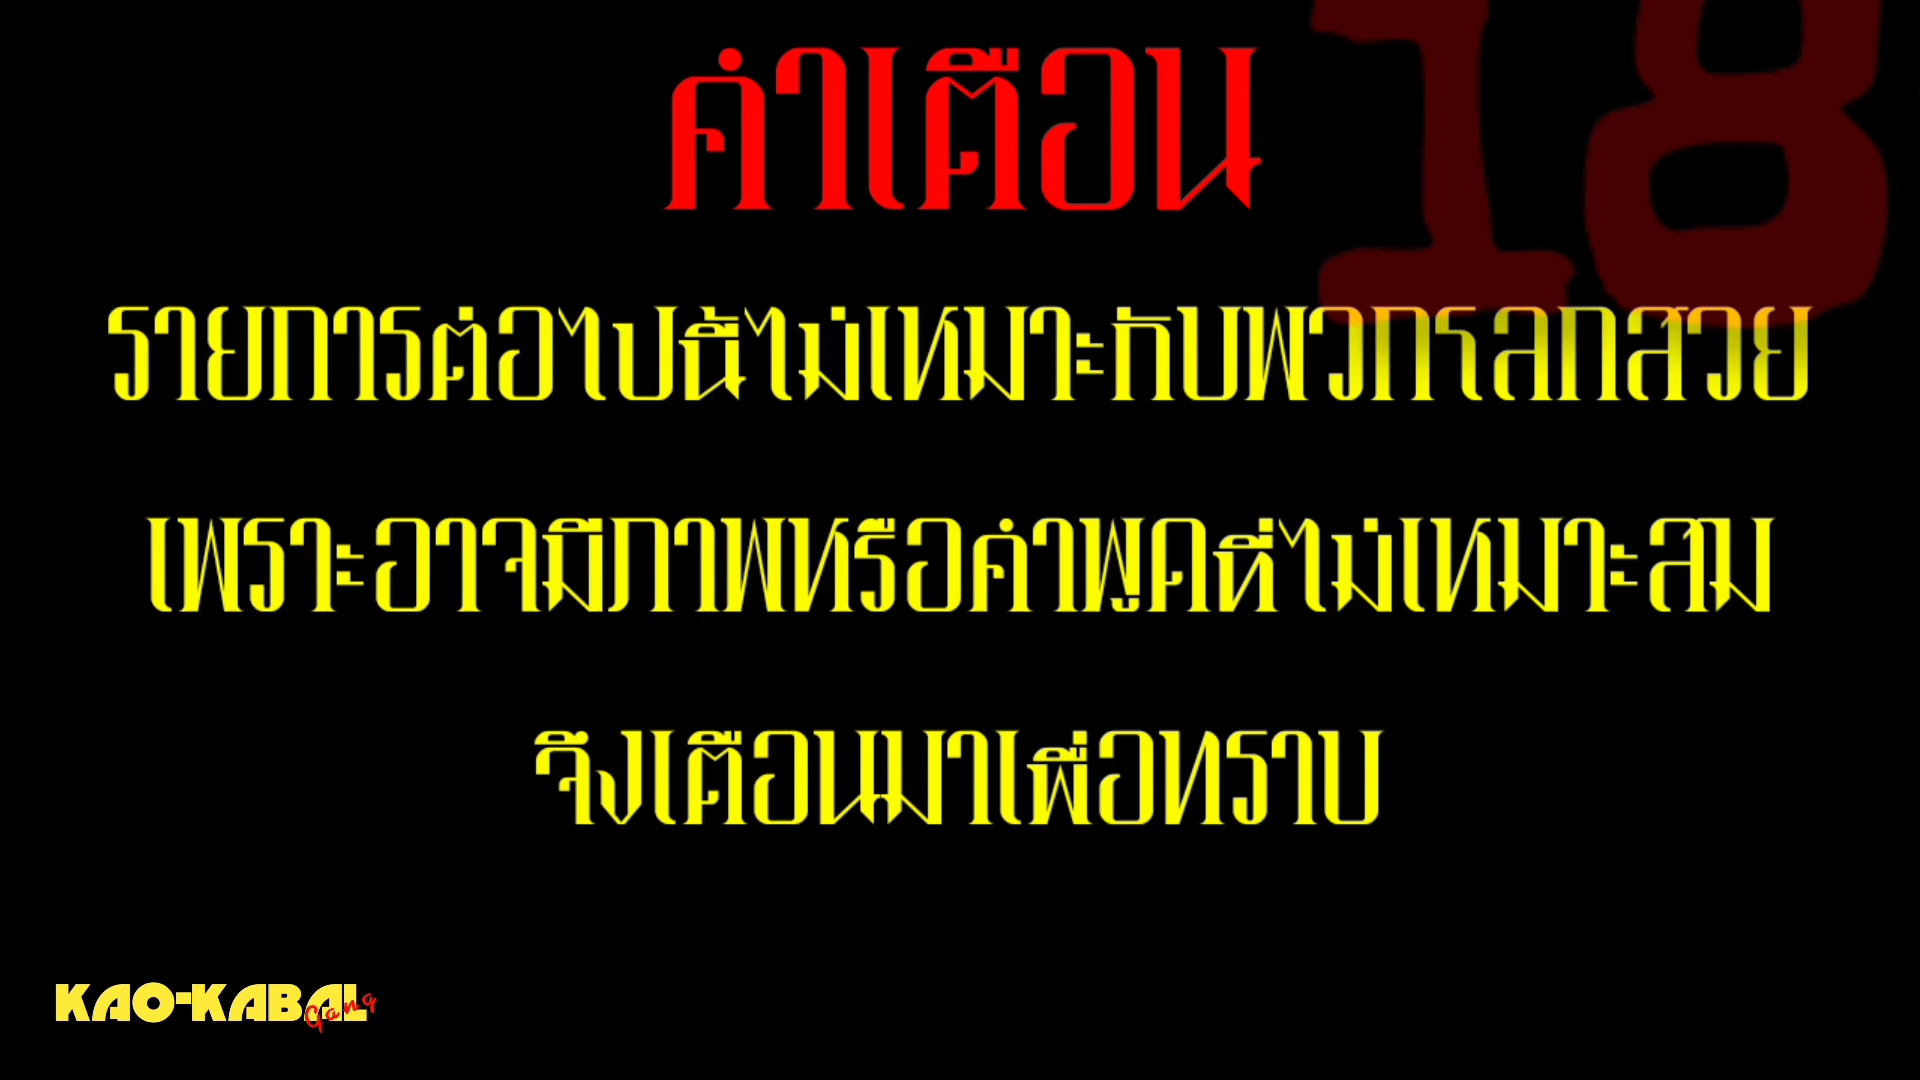 18
คำเตือน
รายการต่อไปนี้ไม่เหมาะกับพวกโลกสวย
เพราะอาจมีภาพหรือคำพูดที่ไม่เหมาะสม
จึงเตือนมาเพื่อทราบ
KAO-KABAL Gang